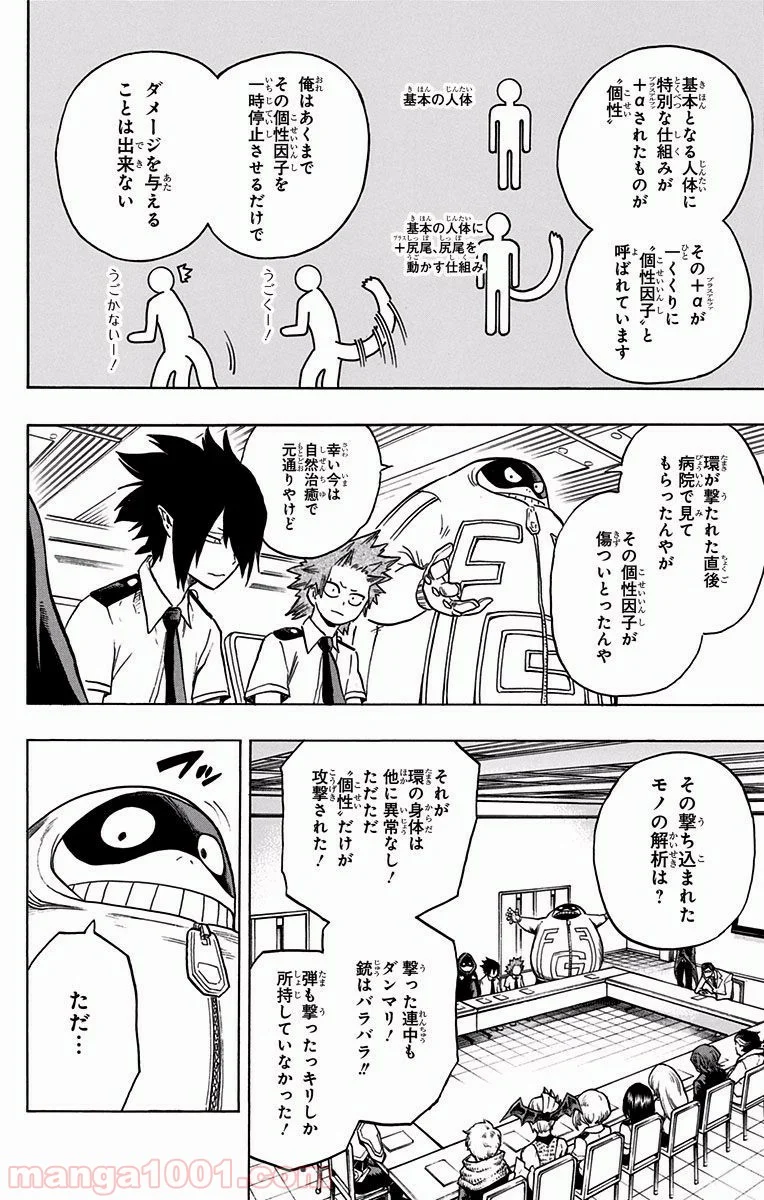 基本となる人体に
特別な仕組みが
+αされたものが
〝個性〟
その+αが
一くくりに
〝個性因子〟と
呼ばれています
基本の人体
基本の人体に
+尻尾、尻尾を
動かす仕組み
俺はあくまで
その個性因子を
一時停止させるだけで
ダメージを与える
ことは出来ない
うごくー!
うごかないー!
環が撃たれた直後
病院で見て
もらったんやが
その個性因子が
傷ついとったんや
幸い今は
自然治癒で
元通りやけど
その撃ち込まれた
モノの解析は?
それが
環の身体は
他に異常なし!
ただただ
〝個性〟だけが
攻撃された!
撃った連中も
ダンマリ!
銃はバラバラ!!
弾も撃ったっキリしか
所持していなかった!
フッ
ただ…
manga1001.com